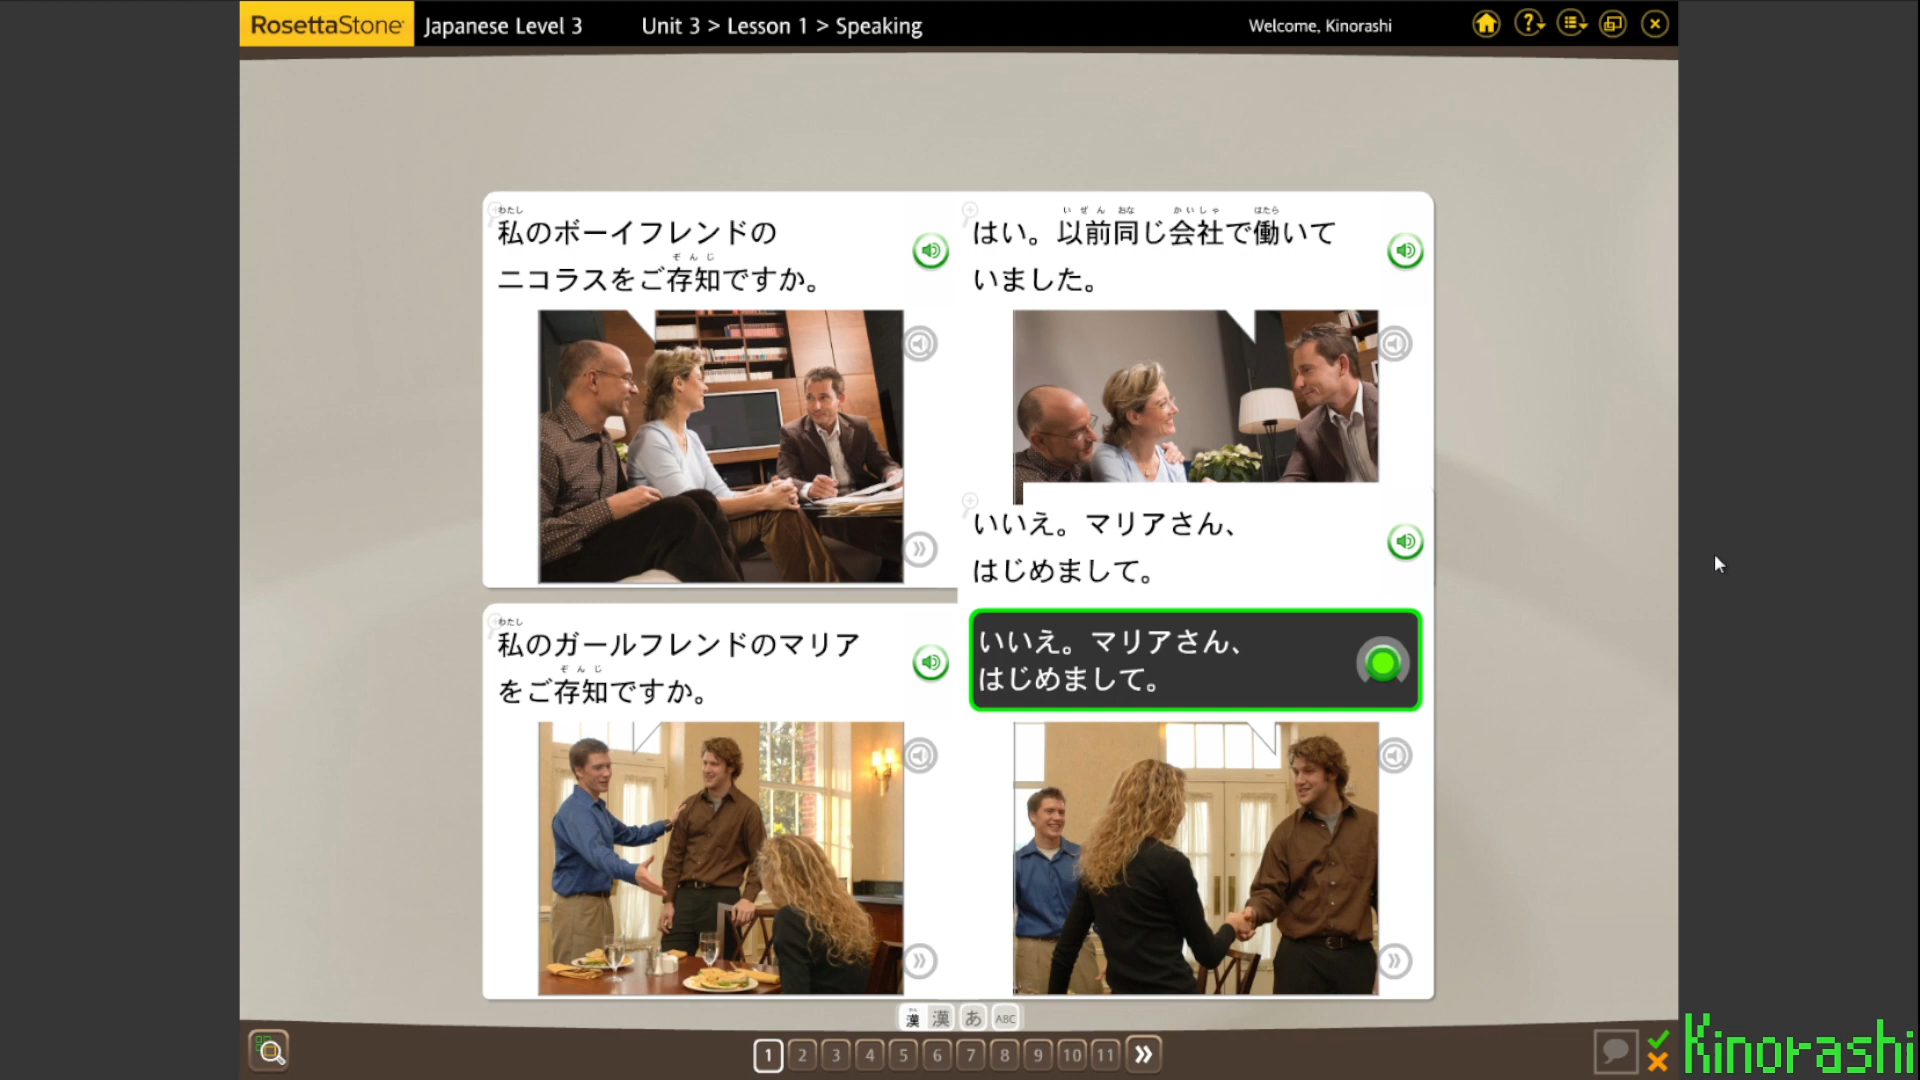 RosettaStone
Japanese Level 3
Unit 3 > Lesson 1 > Speaking
Welcome, Kinorashi
わたし
私のボーイフレンドの
ぞんじ
ニコラスをご存知ですか。
いぜん おな かいしゃ はたら
はい。以前同じ会社で働いて
いました。
わたし
私のガールフレンドのマリア
ぞんじ
をご存知ですか。
いいえ。マリアさん、
はじめまして。
いいえ。マリアさん、
はじめまして。
漢 漢 あ ABC
1 2 3 4 5 6 7 8 9 10 11
Kinorashi